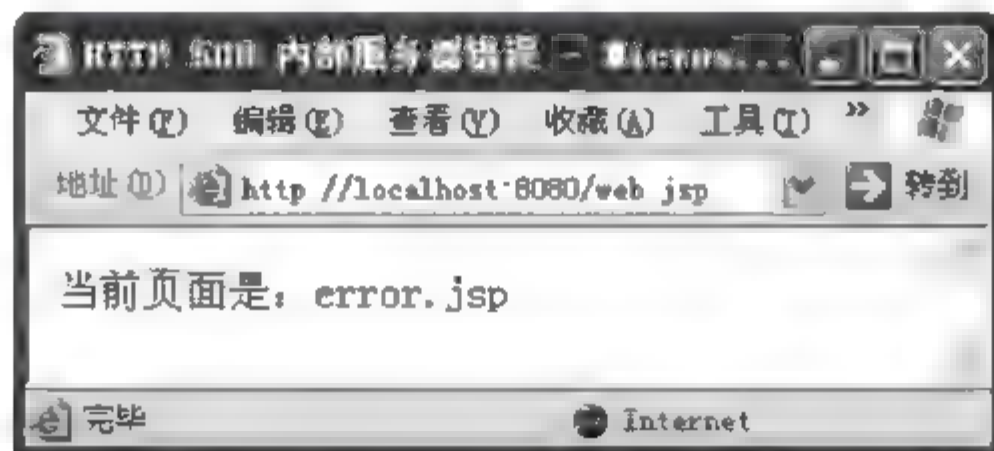 HTTP 500 内部服务器错误 - Micros...
文件(F) 编辑(E) 查看(V) 收藏(A) 工具(T) »
地址(D) http //localhost:8080/web jsp 转到
当前页面是：error.jsp
完毕 Internet